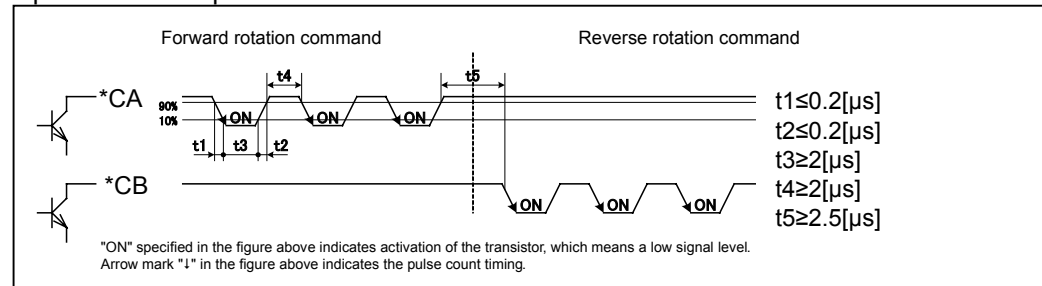 Forward rotation command
Reverse rotation command
t4
t5
*CA
90%
10%
ON
ON
ON
t1
t3
t2
t1≤0.2[µs]
t2≤0.2[µs]
t3≥2[µs]
t4≥2[µs]
t5≥2.5[µs]
*CB
ON
ON
ON
"ON" specified in the figure above indicates activation of the transistor, which means a low signal level.
Arrow mark "↓" in the figure above indicates the pulse count timing.